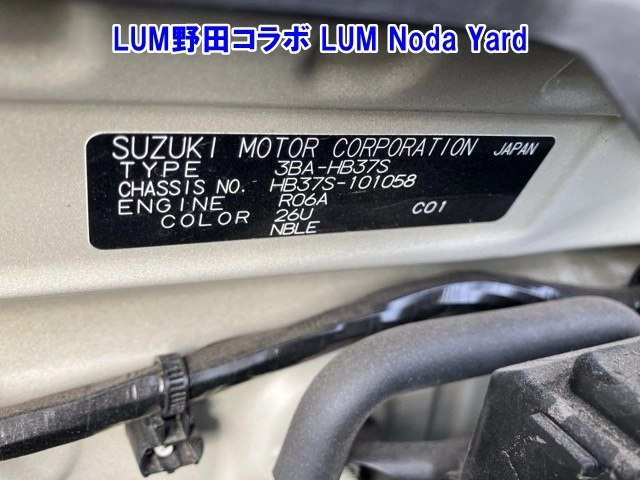 LUM野田コラボ LUM Noda Yard
SUZUKI MOTOR CORPORATION JAPAN
TYPE 3BA-HB37S
CHASSIS NO. HB37S-101058
ENGINE R06A
COLOR 26U C01
NBLE